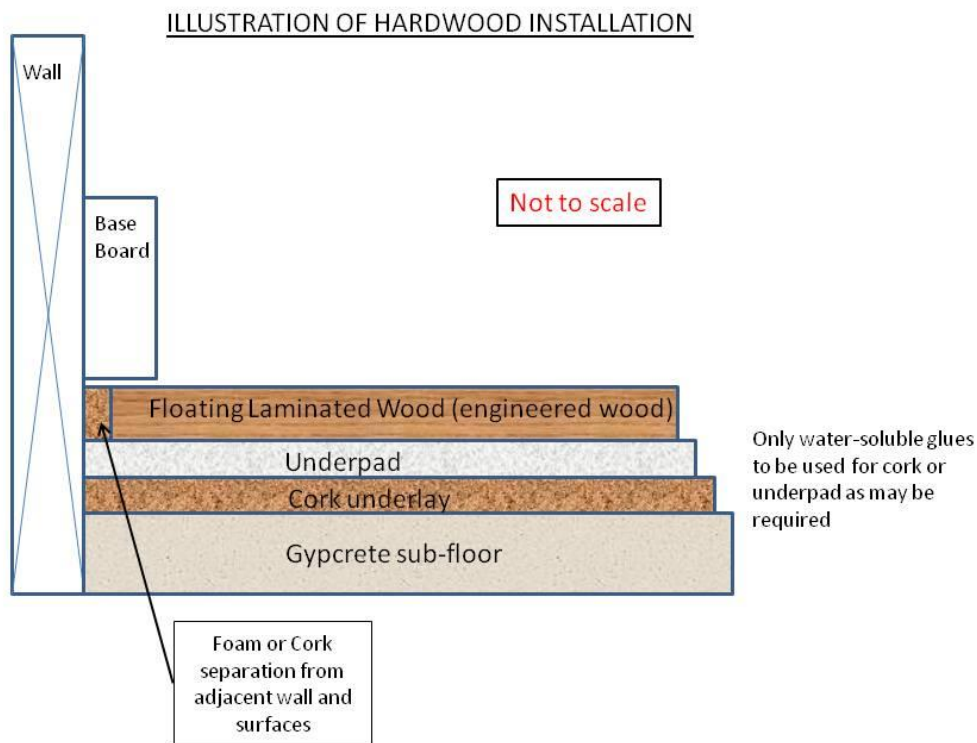 ILLUSTRATION OF HARDWOOD INSTALLATION
Wall
Base
Board
Not to scale
Floating Laminated Wood (engineered wood)
Underpad
Cork underlay
Gypcrete sub-floor
Only water-soluble glues
to be used for cork or
underpad as may be
required
Foam or Cork
separation from
adjacent wall and
surfaces